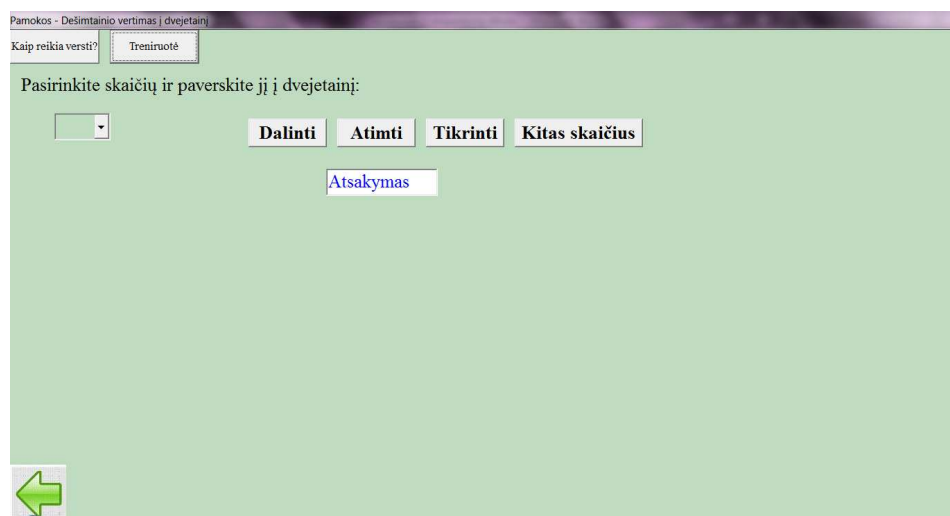 Pamokos - Dešimtainio vertimas į dvejetainį
Kaip reikia versti? Treniruotė
Pasirinkite skaičių ir paverskite jį į dvejetainį:
Dalinti Atimti Tikrinti Kitas skaičius
Atsakymas